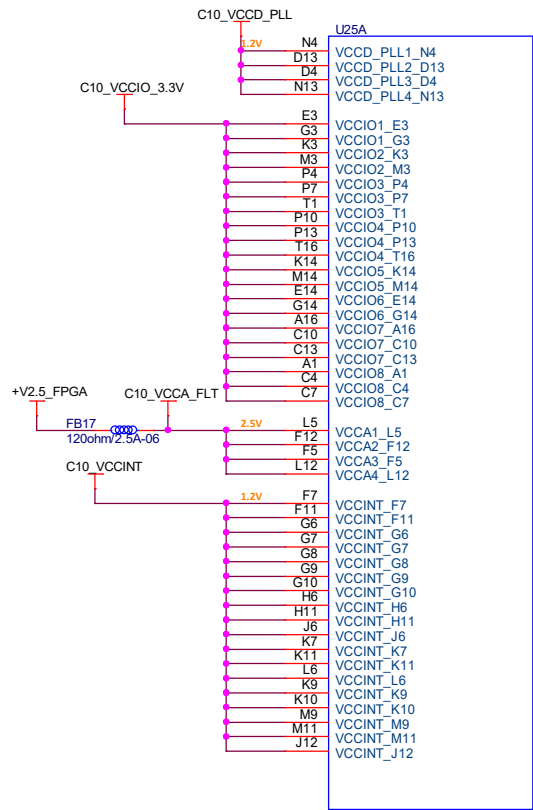 C10_VCCD_PLL
U25A
1.2V
N4 VCCD_PLL1_N4
D13 VCCD_PLL2_D13
D4 VCCD_PLL3_D4
N13 VCCD_PLL4_N13
C10_VCCIO_3.3V
E3 VCCIO1_E3
G3 VCCIO1_G3
K3 VCCIO2_K3
M3 VCCIO2_M3
P4 VCCIO3_P4
P7 VCCIO3_P7
T1 VCCIO3_T1
P10 VCCIO4_P10
P13 VCCIO4_P13
T16 VCCIO4_T16
K14 VCCIO5_K14
M14 VCCIO5_M14
E14 VCCIO6_E14
G14 VCCIO6_G14
A16 VCCIO7_A16
C10 VCCIO7_C10
C13 VCCIO7_C13
A1 VCCIO8_A1
C4 VCCIO8_C4
C7 VCCIO8_C7
+V2.5_FPGA
C10_VCCA_FLT
FB17
120ohm/2.5A-06
2.5V
L5 VCCA1_L5
F12 VCCA2_F12
F5 VCCA3_F5
L12 VCCA4_L12
C10_VCCINT
1.2V
F7 VCCINT_F7
F11 VCCINT_F11
G6 VCCINT_G6
G7 VCCINT_G7
G8 VCCINT_G8
G9 VCCINT_G9
G10 VCCINT_G10
H6 VCCINT_H6
H11 VCCINT_H11
J6 VCCINT_J6
K7 VCCINT_K7
K11 VCCINT_K11
L6 VCCINT_L6
K9 VCCINT_K9
K10 VCCINT_K10
M9 VCCINT_M9
M11 VCCINT_M11
J12 VCCINT_J12